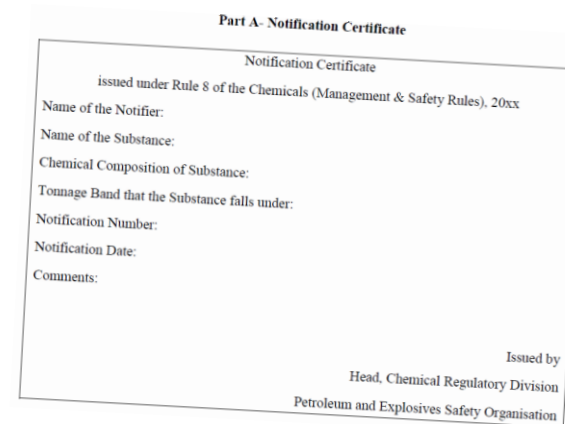 Part A- Notification Certificate
Notification Certificate
issued under Rule 8 of the Chemicals (Management & Safety Rules), 20xx
Name of the Notifier:
Name of the Substance:
Chemical Composition of Substance:
Tonnage Band that the Substance falls under:
Notification Number:
Notification Date:
Comments:
Issued by
Head, Chemical Regulatory Division
Petroleum and Explosives Safety Organisation